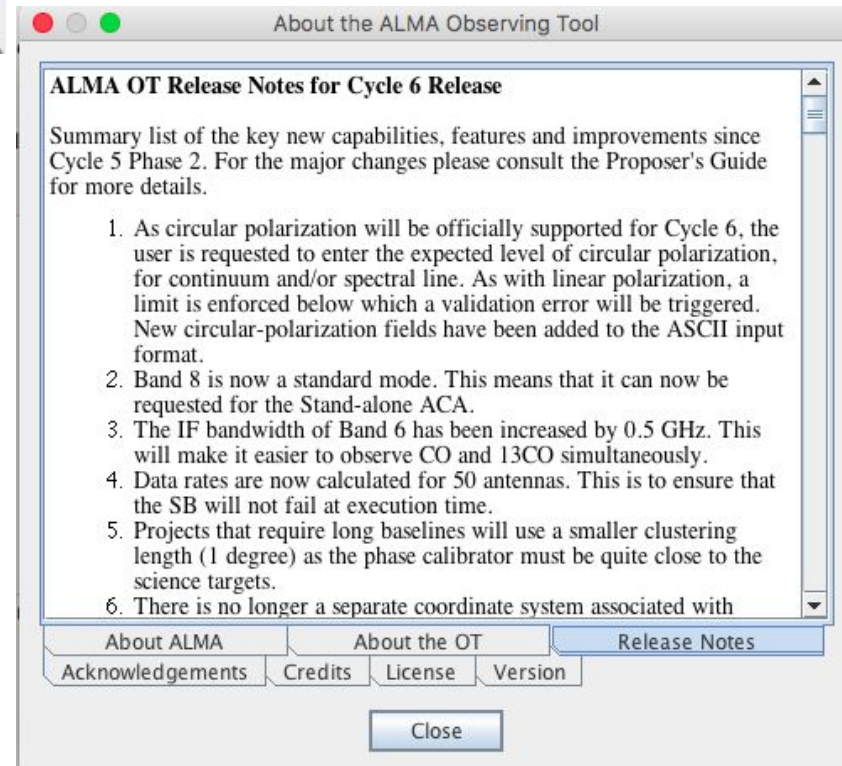 About the ALMA Observing Tool
ALMA OT Release Notes for Cycle 6 Release
Summary list of the key new capabilities, features and improvements since
Cycle 5 Phase 2. For the major changes please consult the Proposer's Guide
for more details.
1. As circular polarization will be officially supported for Cycle 6, the
user is requested to enter the expected level of circular polarization,
for continuum and/or spectral line. As with linear polarization, a
limit is enforced below which a validation error will be triggered.
New circular-polarization fields have been added to the ASCII input
format.
2. Band 8 is now a standard mode. This means that it can now be
requested for the Stand-alone ACA.
3. The IF bandwidth of Band 6 has been increased by 0.5 GHz. This
will make it easier to observe CO and 13CO simultaneously.
4. Data rates are now calculated for 50 antennas. This is to ensure that
the SB will not fail at execution time.
5. Projects that require long baselines will use a smaller clustering
length (1 degree) as the phase calibrator must be quite close to the
science targets.
6. There is no longer a separate coordinate system associated with
About ALMA About the OT Release Notes
Acknowledgements Credits License Version
Close